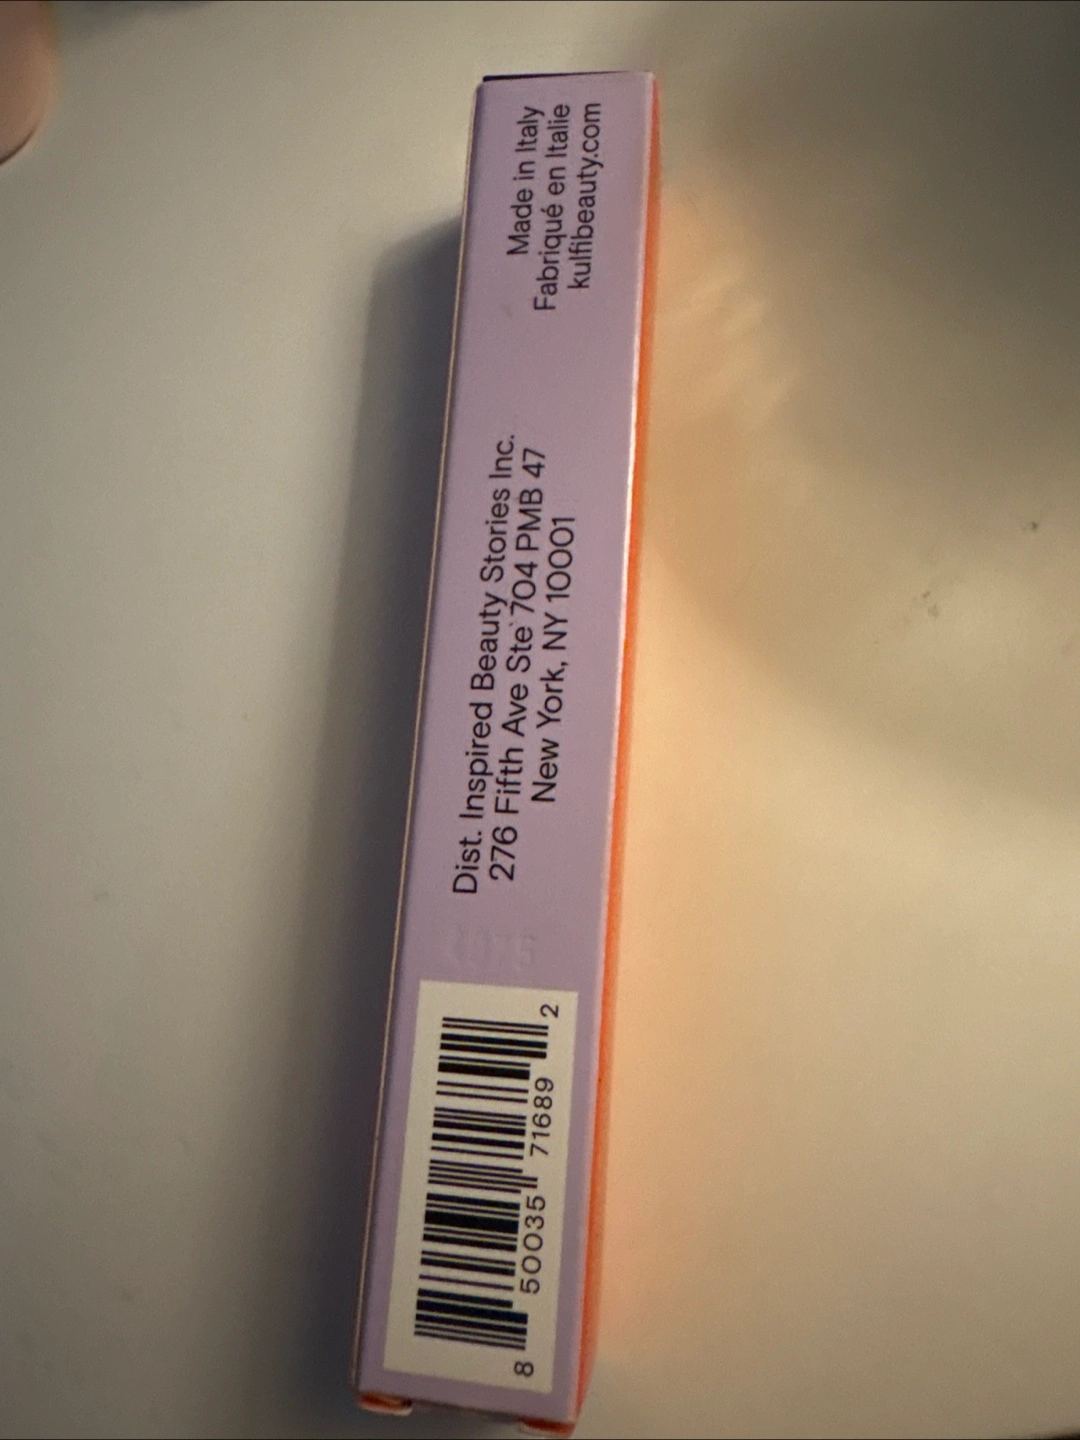 Made in Italy
Fabriqué en Italie
kulfibeauty.com
Dist. Inspired Beauty Stories Inc.
276 Fifth Ave Ste 704 PMB 47
New York, NY 10001
8 50035 71689 2